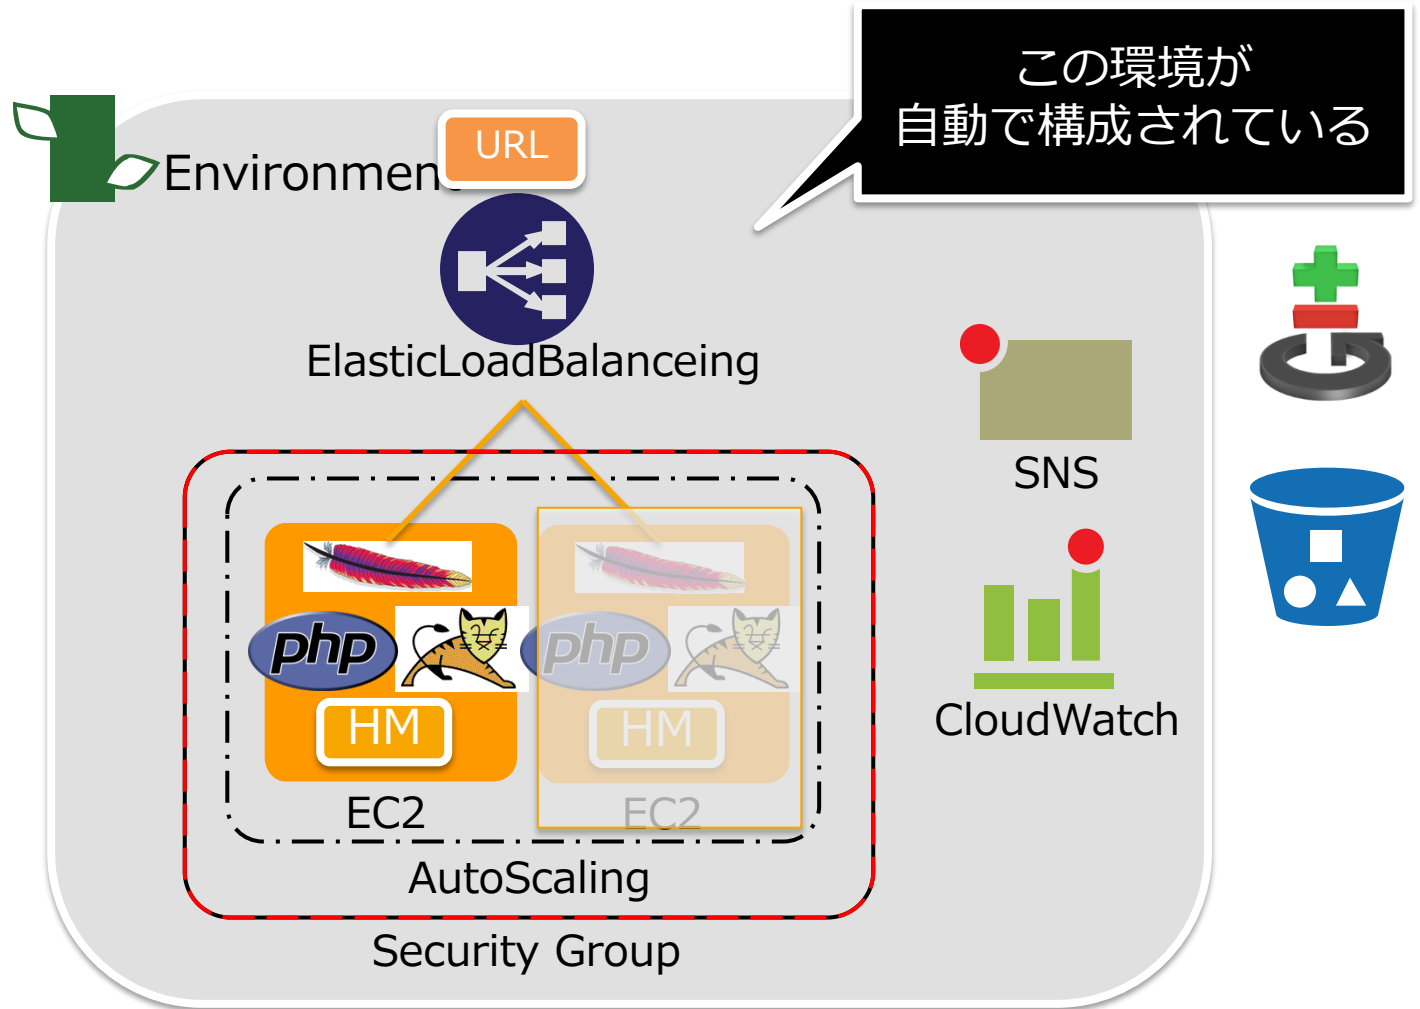 この環境が
自動で構成されている
URL
Environment
ElasticLoadBalanceing
SNS
php
php
HM
HM
CloudWatch
EC2
EC2
AutoScaling
Security Group